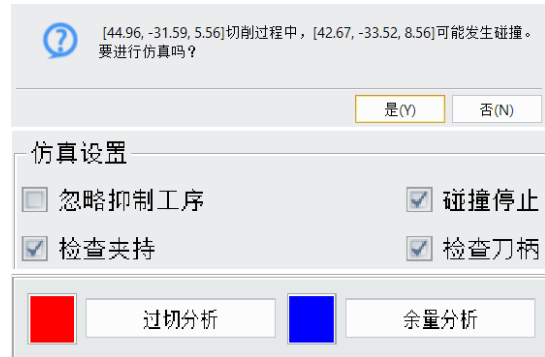 [44.96, -31.59, 5.56]切削过程中，[42.67, -33.52, 8.56]可能发生碰撞。
要进行仿真吗？
是(Y) 否(N)
仿真设置
忽略抑制工序 碰撞停止
检查夹持 检查刀柄
过切分析 余量分析